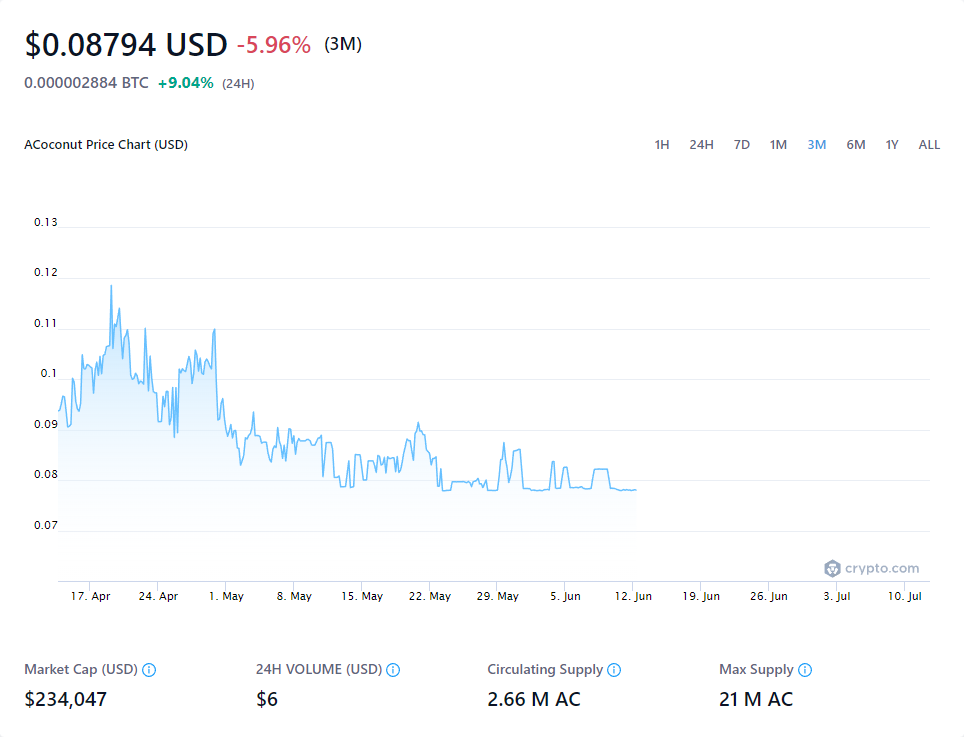 $0.08794 USD -5.96% (3M)
0.000002884 BTC +9.04% (24H)
ACoconut Price Chart (USD)
1H 24H 7D 1M 3M 6M 1Y ALL
0.13
0.12
0.11
0.1
0.09
0.08
0.07
crypto.com
17. Apr 24. Apr 1. May 8. May 15. May 22. May 29. May 5. Jun 12. Jun 19. Jun 26. Jun 3. Jul 10. Jul
Market Cap (USD) 24H VOLUME (USD) Circulating Supply Max Supply
$234,047 $6 2.66 M AC 21 M AC